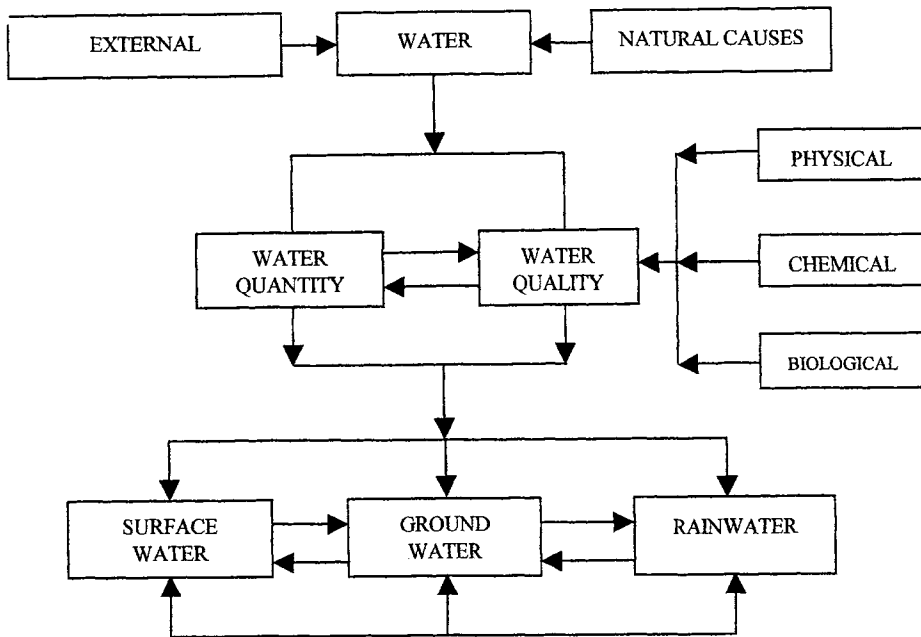 EXTERNAL
WATER
NATURAL CAUSES
PHYSICAL
WATER
QUANTITY
WATER
QUALITY
CHEMICAL
BIOLOGICAL
SURFACE
WATER
GROUND
WATER
RAINWATER